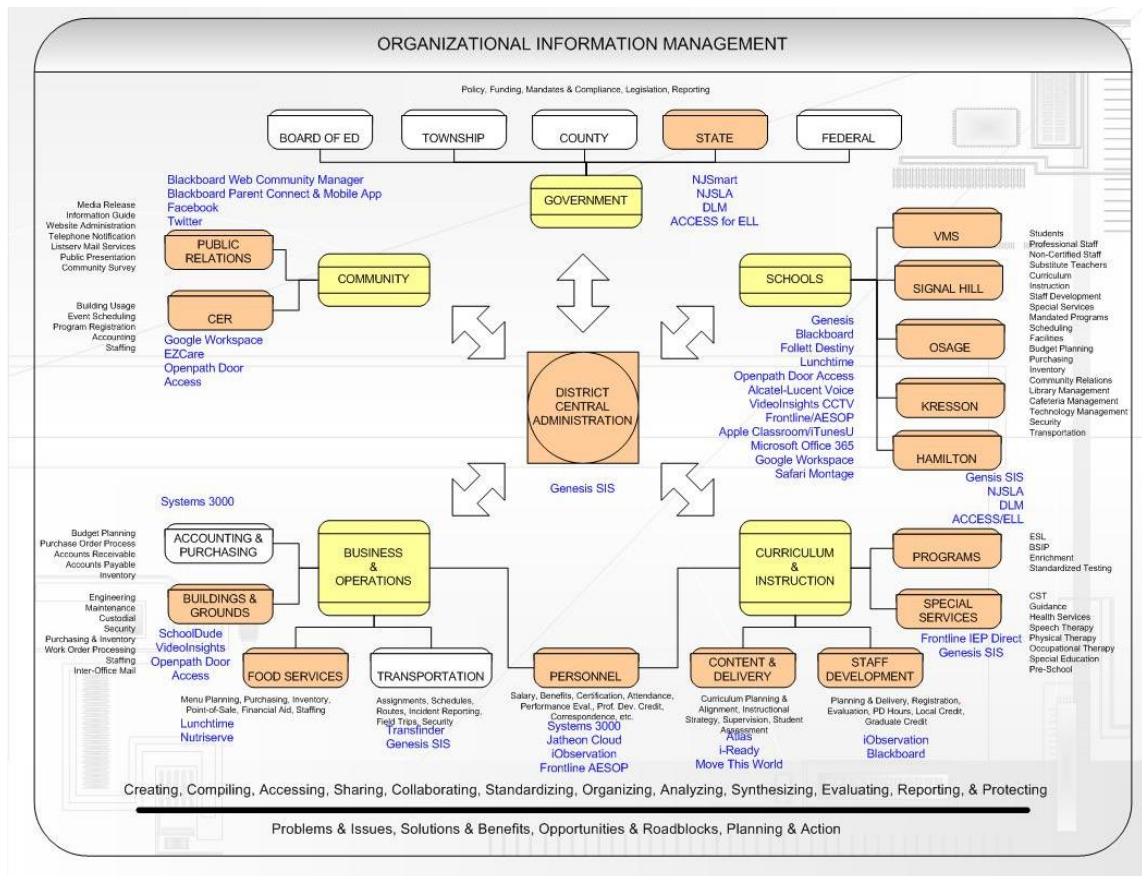 ORGANIZATIONAL INFORMATION MANAGEMENT
Policy, Funding, Mandates & Compliance, Legislation, Reporting
BOARD OF ED
TOWNSHIP
COUNTY
STATE
FEDERAL
GOVERNMENT
NJSmart
NJSLA
DLM
ACCESS for ELL
Blackboard Web Community Manager
Blackboard Parent Connect & Mobile App
Facebook
Twitter
Media Release
Information Guide
Website Administration
Telephone Notification
Listserv Mail Services
Public Presentation
Community Survey
PUBLIC
RELATIONS
COMMUNITY
Building Usage
Event Scheduling
Program Registration
Accounting
Staffing
CER
Google Workspace
EZCare
Openpath Door
Access
SCHOOLS
VMS
SIGNAL HILL
OSAGE
KRESSON
HAMILTON
Students
Professional Staff
Non-Certified Staff
Substitute Teachers
Curriculum
Instruction
Staff Development
Special Services
Mandated Programs
Scheduling
Facilities
Budget Planning
Purchasing
Inventory
Community Relations
Library Management
Cafeteria Management
Technology Management
Security
Transportation
Genesis
Blackboard
Follett Destiny
Lunchtime
Openpath Door Access
Alcatel-Lucent Voice
VideoInsights CCTV
Frontline/AESOP
Apple Classroom/iTunesU
Microsoft Office 365
Google Workspace
Safari Montage
DISTRICT
CENTRAL
ADMINISTRATION
Genesis SIS
Systems 3000
Budget Planning
Purchase Order Process
Accounts Receivable
Accounts Payable
Inventory
ACCOUNTING &
PURCHASING
BUSINESS
&
OPERATIONS
Engineering
Maintenance
Custodial
Security
Purchasing & Inventory
Work Order Processing
Staffing
Inter-Office Mail
BUILDINGS &
GROUNDS
SchoolDude
VideoInsights
Openpath Door
Access
CURRICULUM
&
INSTRUCTION
Gensis SIS
NJSLA
DLM
ACCESS/ELL
PROGRAMS
ESL
BSIP
Enrichment
Standardized Testing
SPECIAL
SERVICES
CST
Guidance
Health Services
Speech Therapy
Physical Therapy
Occupational Therapy
Special Education
Pre-School
Frontline IEP Direct
Genesis SIS
FOOD SERVICES
Menu Planning, Purchasing, Inventory,
Point-of-Sale, Financial Aid, Staffing
Lunchtime
Nutriserve
TRANSPORTATION
Assignments, Schedules,
Routes, Incident Reporting,
Field Trips, Security
Transfinder
Genesis SIS
PERSONNEL
Salary, Benefits, Certification, Attendance,
Performance Eval., Prof. Dev. Credit,
Correspondence, etc.
Systems 3000
Jatheon Cloud
iObservation
Frontline AESOP
CONTENT &
DELIVERY
Curriculum Planning &
Alignment, Instructional
Strategy, Supervision, Student
Assessment
Atlas
i-Ready
Move This World
STAFF
DEVELOPMENT
Planning & Delivery, Registration,
Evaluation, PD Hours, Local Credit,
Graduate Credit
iObservation
Blackboard
Creating, Compiling, Accessing, Sharing, Collaborating, Standardizing, Organizing, Analyzing, Synthesizing, Evaluating, Reporting, & Protecting
Problems & Issues, Solutions & Benefits, Opportunities & Roadblocks, Planning & Action